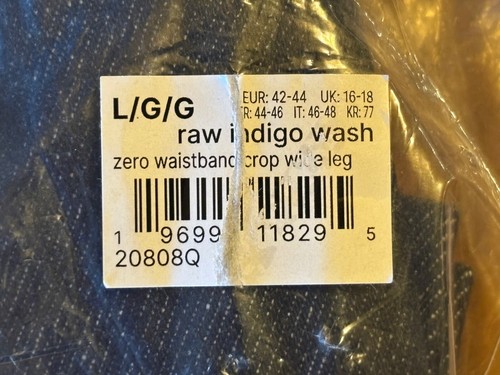 L/G/G
EUR: 42-44 UK: 16-18
FR: 44-46 IT: 46-48 KR: 77
raw indigo wash
zero waistband crop wide leg
1 9699 11829 5
20808Q